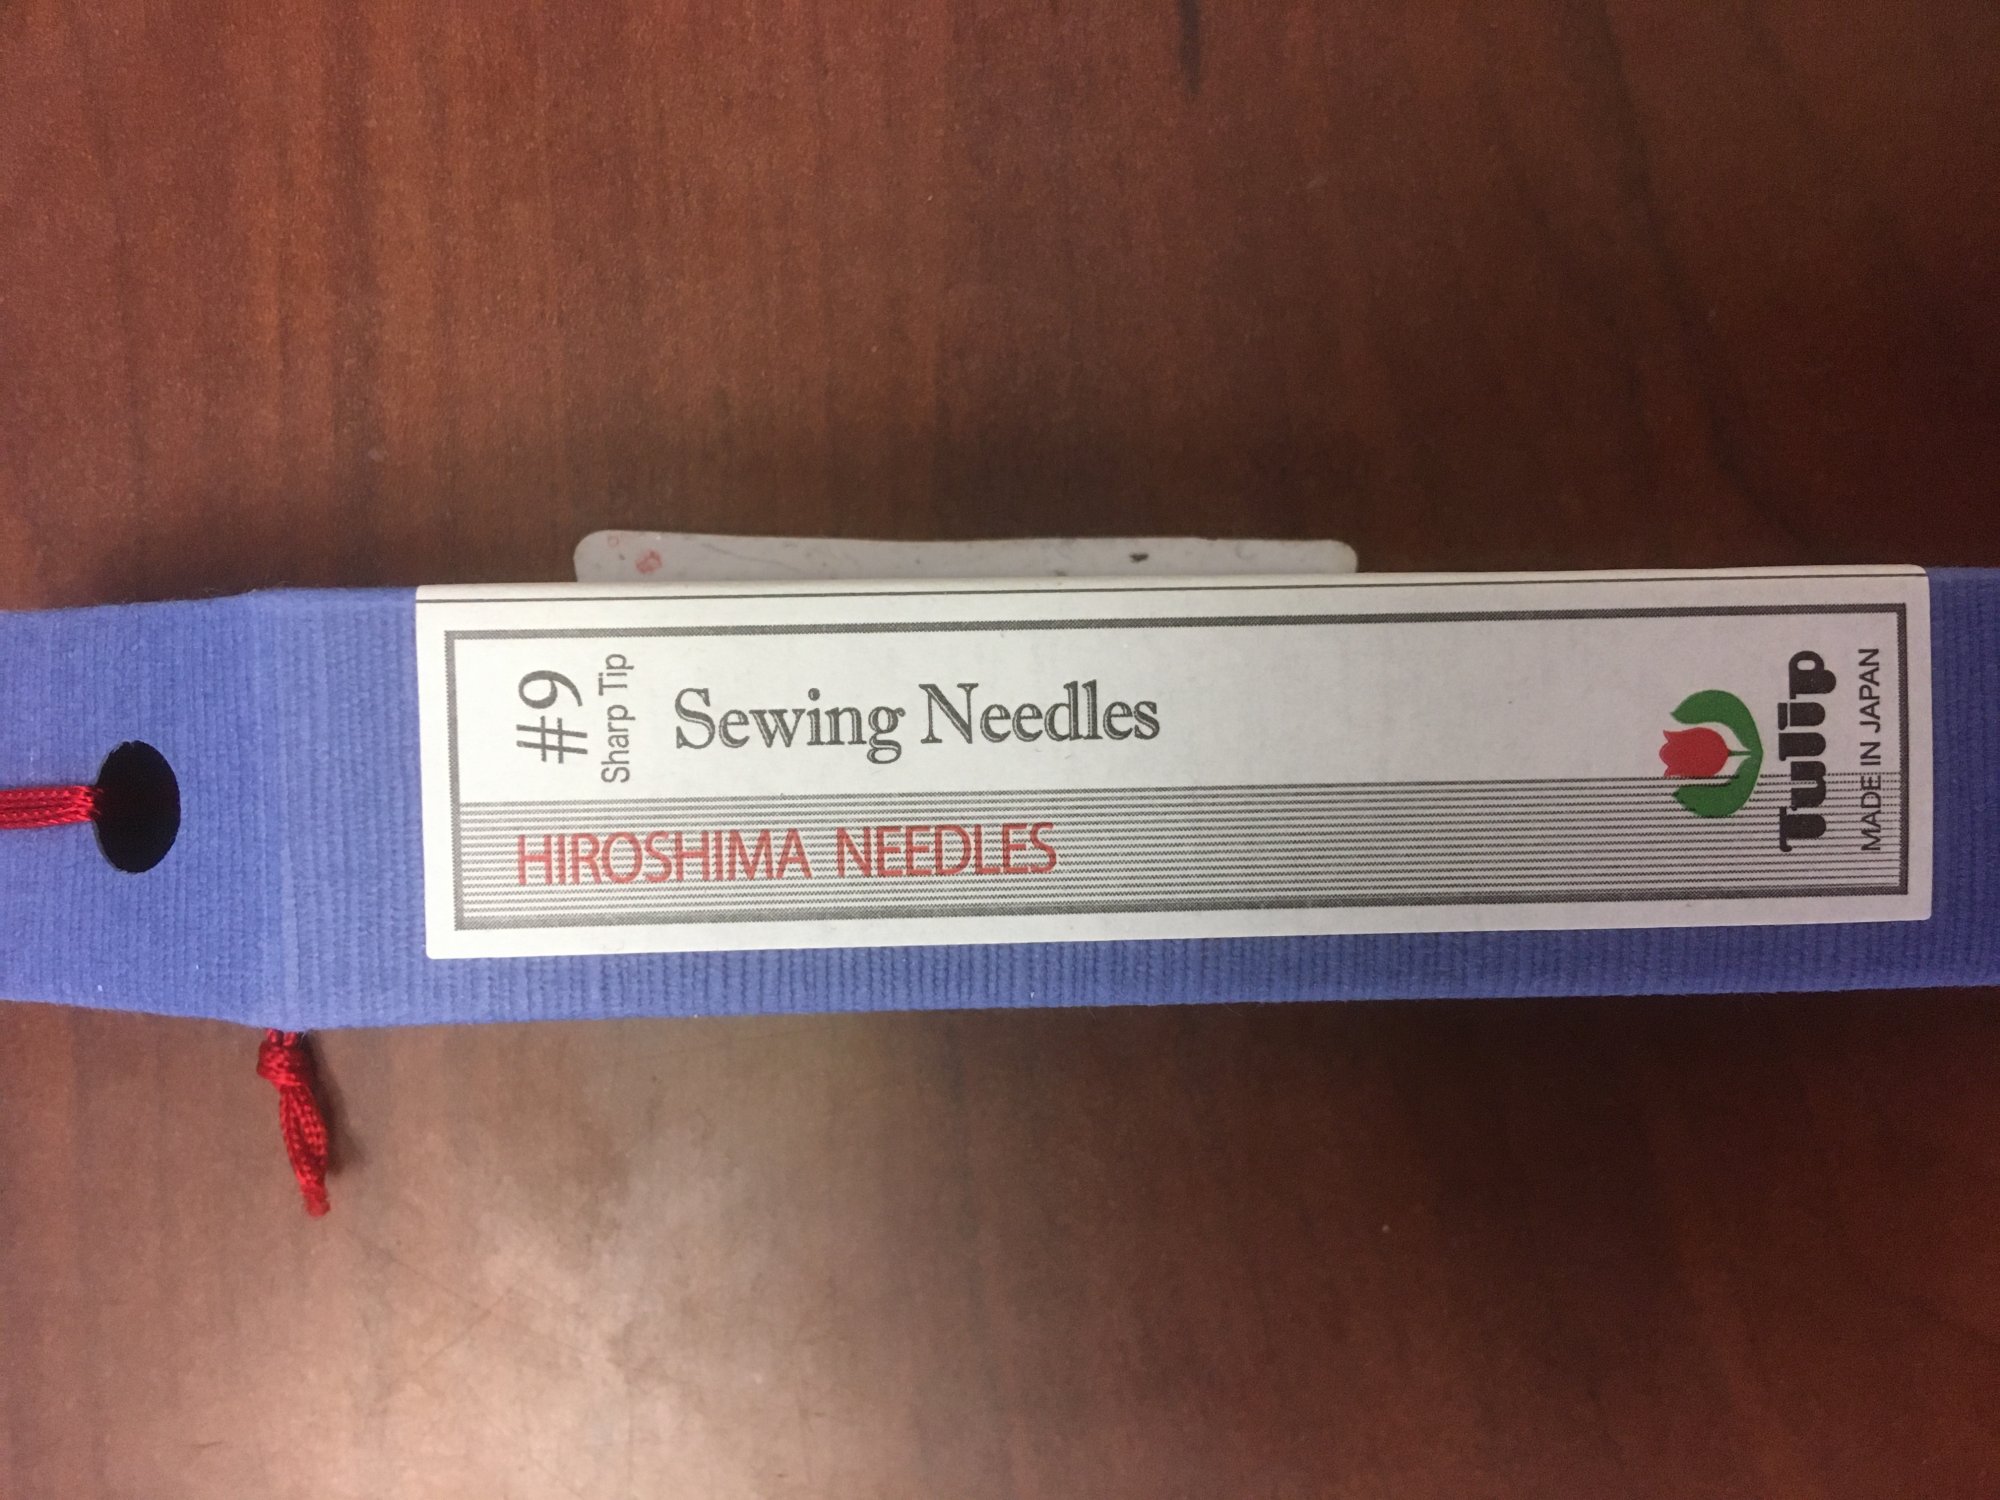 #9
Sharp Tip
Sewing Needles
HIROSHIMA NEEDLES
Tulip
MADE IN JAPAN